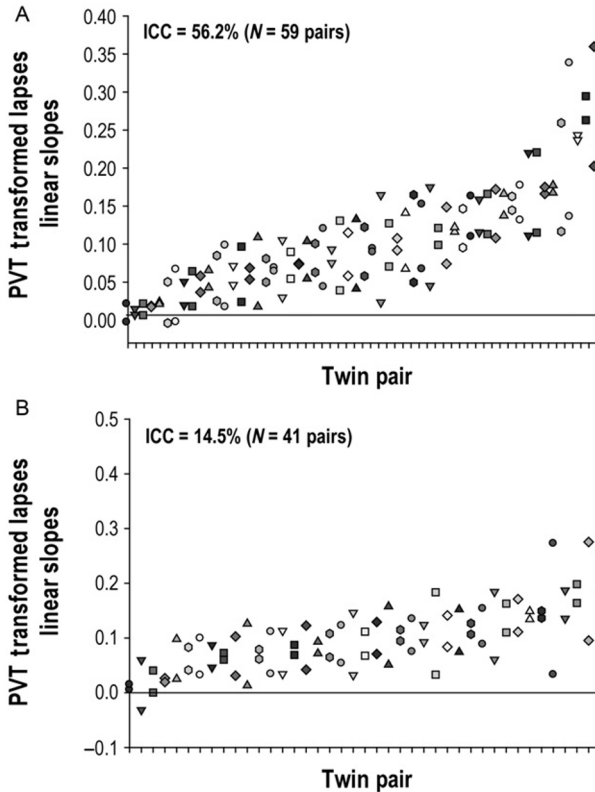 A
PVT transformed lapses
linear slopes
ICC = 56.2% (N = 59 pairs)
0.40
0.35
0.30
0.25
0.20
0.15
0.10
0.05
0.00
Twin pair
B
PVT transformed lapses
linear slopes
ICC = 14.5% (N = 41 pairs)
0.5
0.4
0.3
0.2
0.1
0.0
–0.1
Twin pair